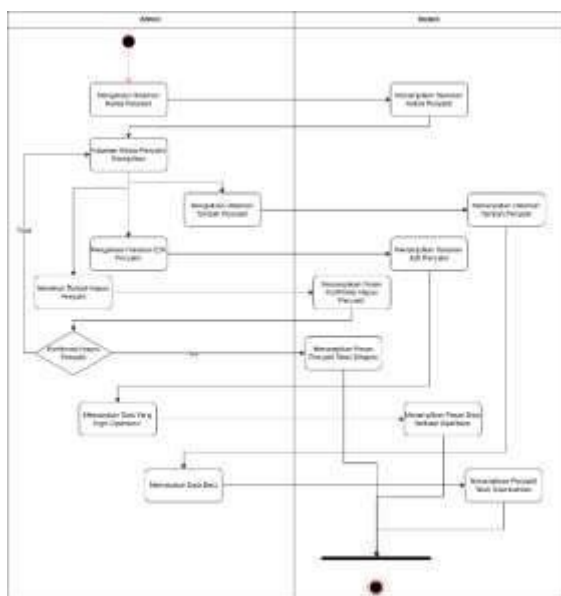 Admin
Sistem
Mengakses Halaman
Kelola Penyakit
Menampilkan Halaman
Kelola Penyakit
Halaman Kelola Penyakit
Ditampilkan
Tidak
Mengakses Halaman
Tambah Penyakit
Menampilkan Halaman
Tambah Penyakit
Mengakses Halaman Edit
Penyakit
Menampilkan Halaman
Edit Penyakit
Menekan Tombol Hapus
Penyakit
Menampilkan Pesan
Konfirmasi Hapus
Penyakit
Konfirmasi Hapus
Penyakit
Ya
Menampilkan Pesan
Penyakit Telah Dihapus
Memasukan Data Yang
Ingin Diperbarui
Menampilkan Pesan Data
Berhasil Diperbarui
Memasukan Data Baru
Menampilkan Penyakit
Telah Ditambahkan